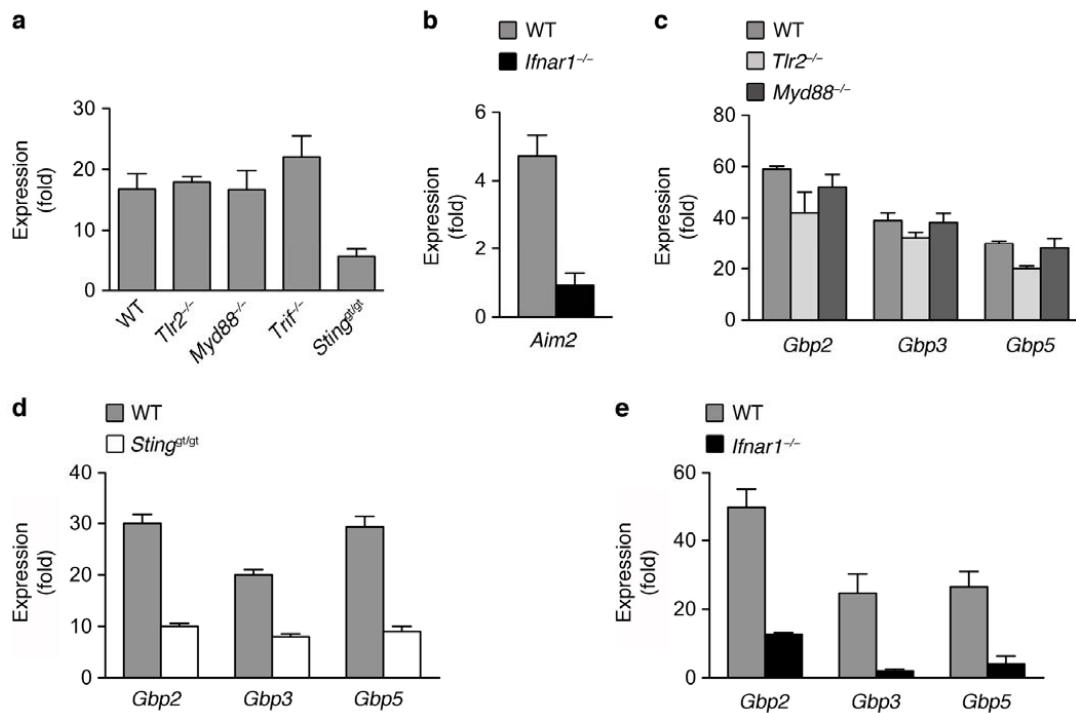 a
Expression
(fold)
30
20
10
0
WT
Tlr2–/–
Myd88–/–
Trif–/–
Stinggt/gt
b
WT
Ifnar1–/–
Expression
(fold)
6
4
2
0
Aim2
c
WT
Tlr2–/–
Myd88–/–
Expression
(fold)
80
60
40
20
Gbp2 Gbp3 Gbp5
d
WT
Stinggt/gt
Expression
(fold)
40
30
20
10
0
Gbp2 Gbp3 Gbp5
e
WT
Ifnar1–/–
Expression
(fold)
60
40
20
0
Gbp2 Gbp3 Gbp5